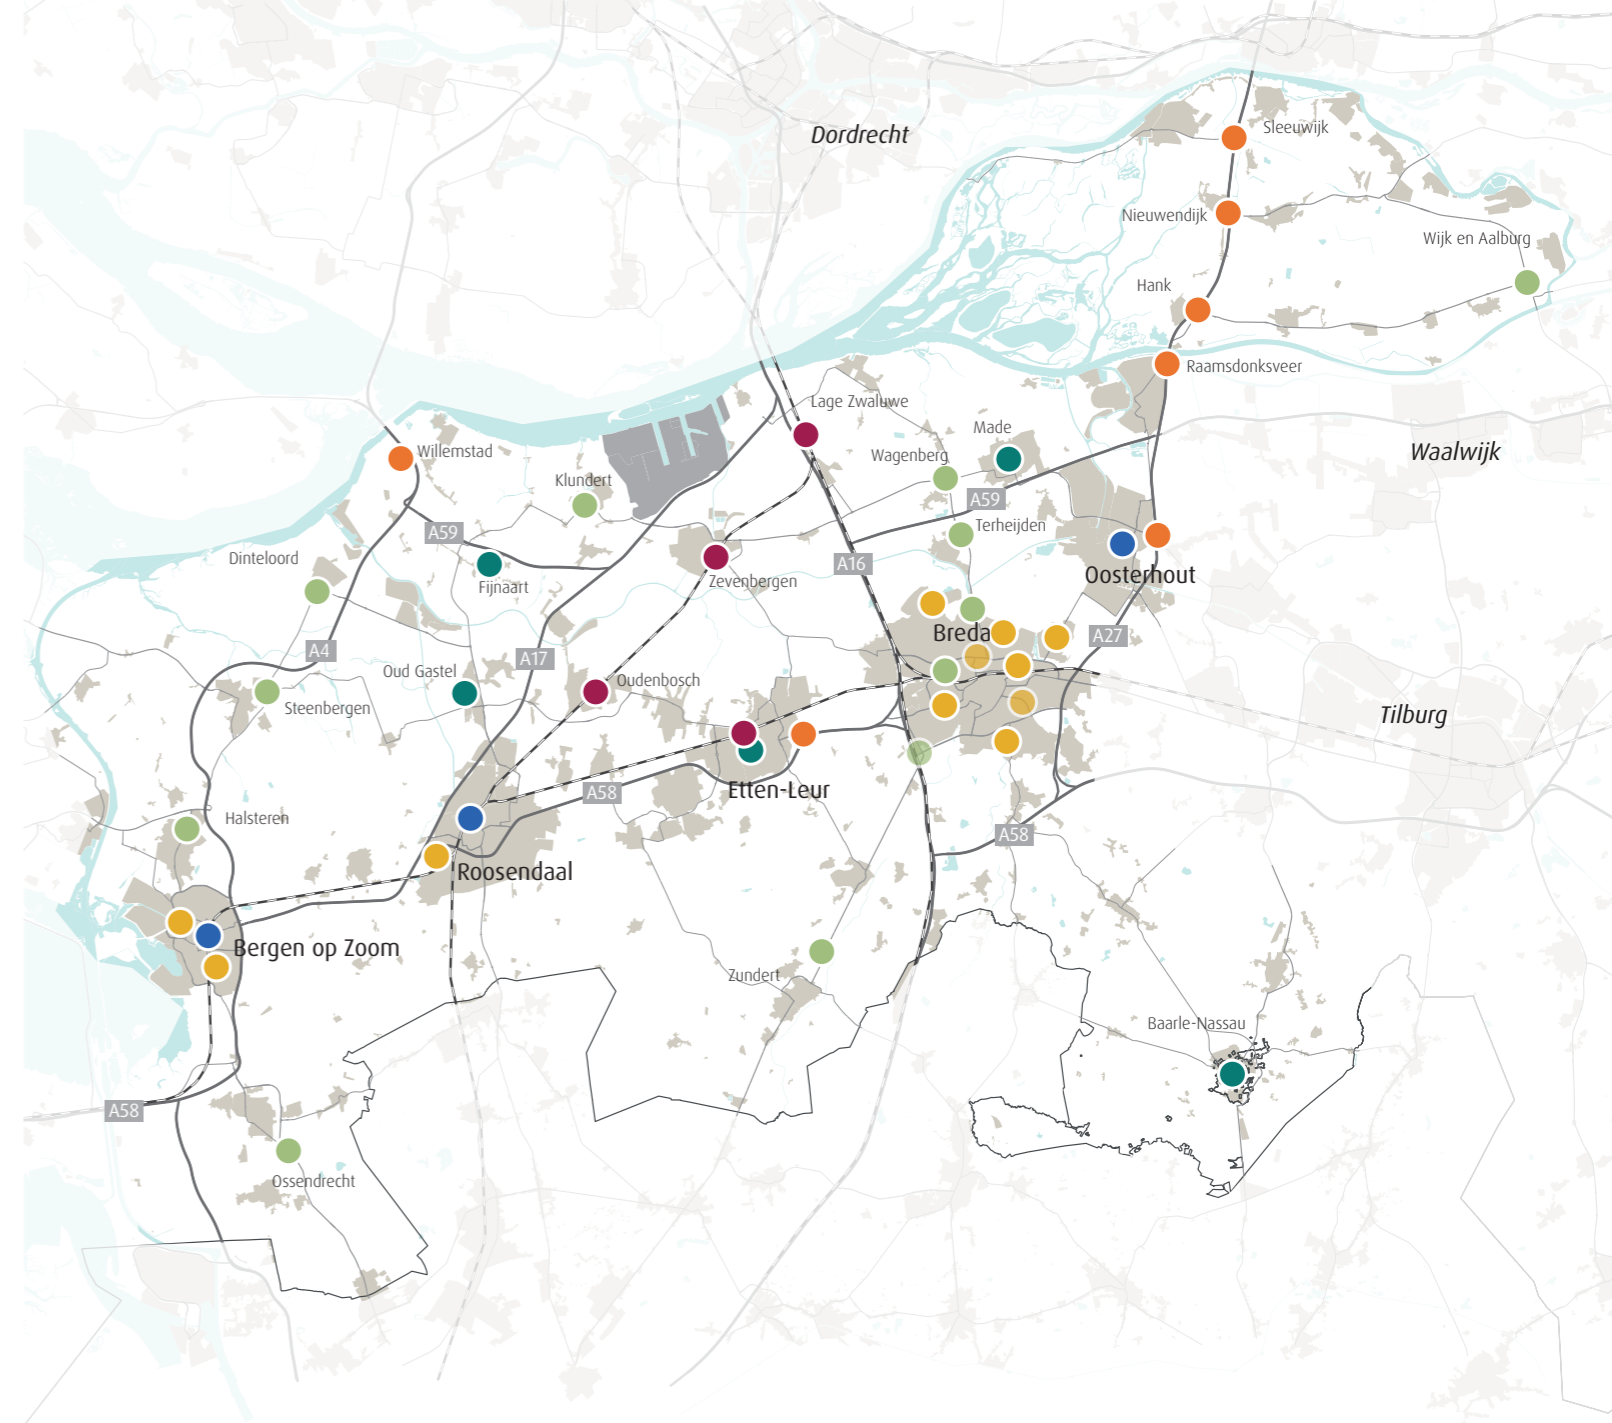 Dordrecht
Sleeuwijk
Nieuwendijk
Wijk en Aalburg
Hank
Raamsdonksveer
Lage Zwaluwe
Made
Waalwijk
Willemstad
Wagenberg
Klundert
A59
Terheijden
A59
Dinteloord
A16
Oosterhout
Fijnaart
Zevenbergen
Breda
A27
A4
A17
Oud Gastel
Oudenbosch
Steenbergen
Tilburg
Etten-Leur
A58
Halsteren
A58
Roosendaal
Bergen op Zoom
Zundert
Baarle-Nassau
A58
Ossendrecht